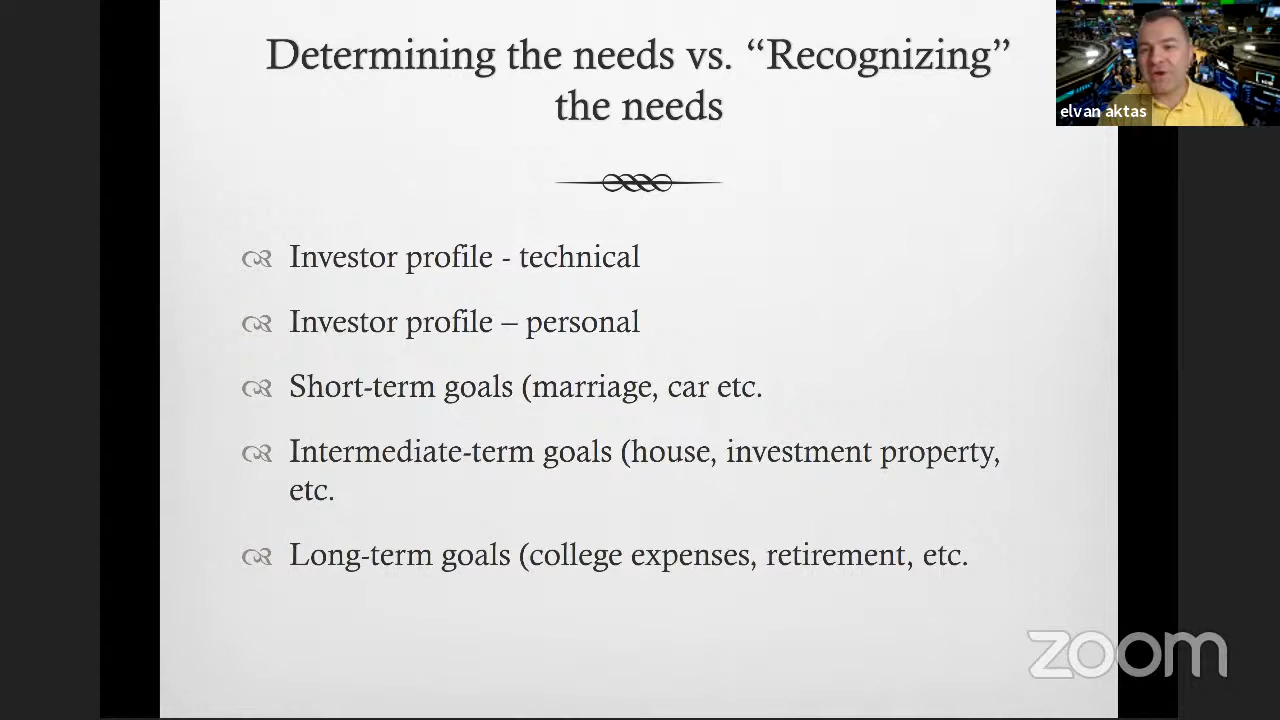 Determining the needs vs. “Recognizing”
the needs
elvan aktas
Investor profile - technical
Investor profile – personal
Short-term goals (marriage, car etc.
Intermediate-term goals (house, investment property,
etc.
Long-term goals (college expenses, retirement, etc.
zoom